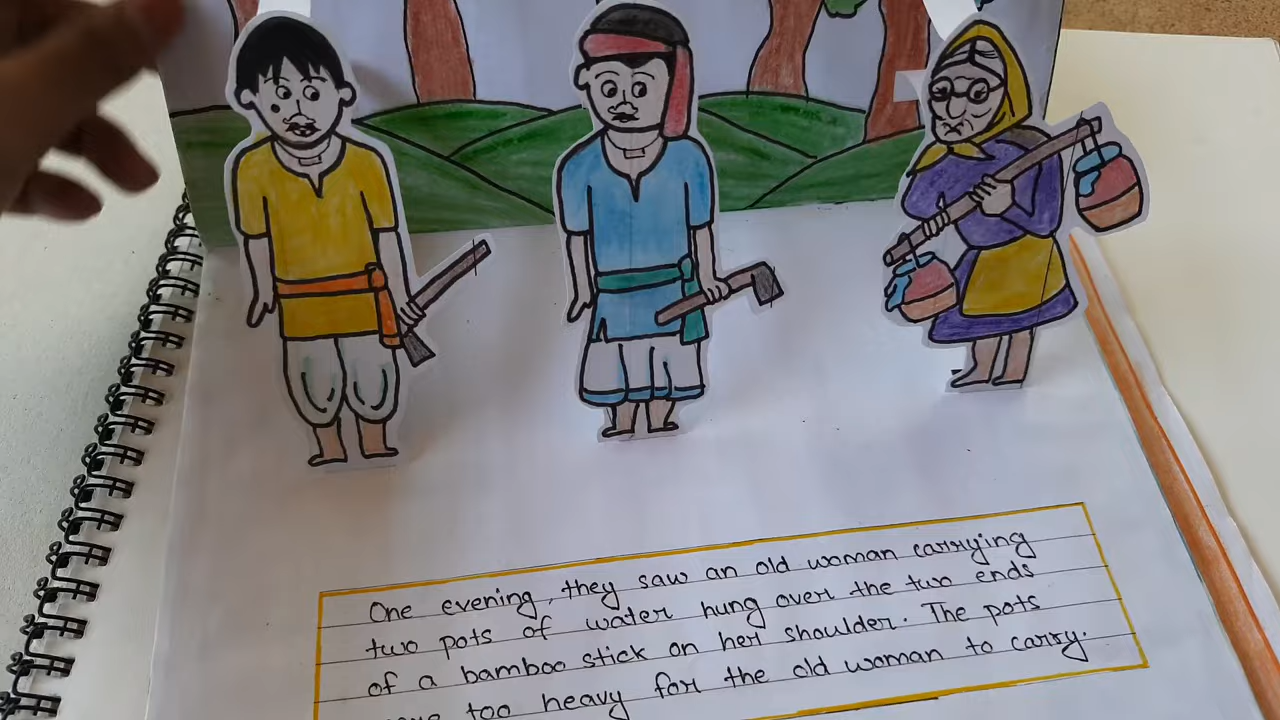 One evening, they saw an old woman carrying
two pots of water hung over the two ends
of a bamboo stick on her shoulder. The pots
too heavy for the old woman to carry.